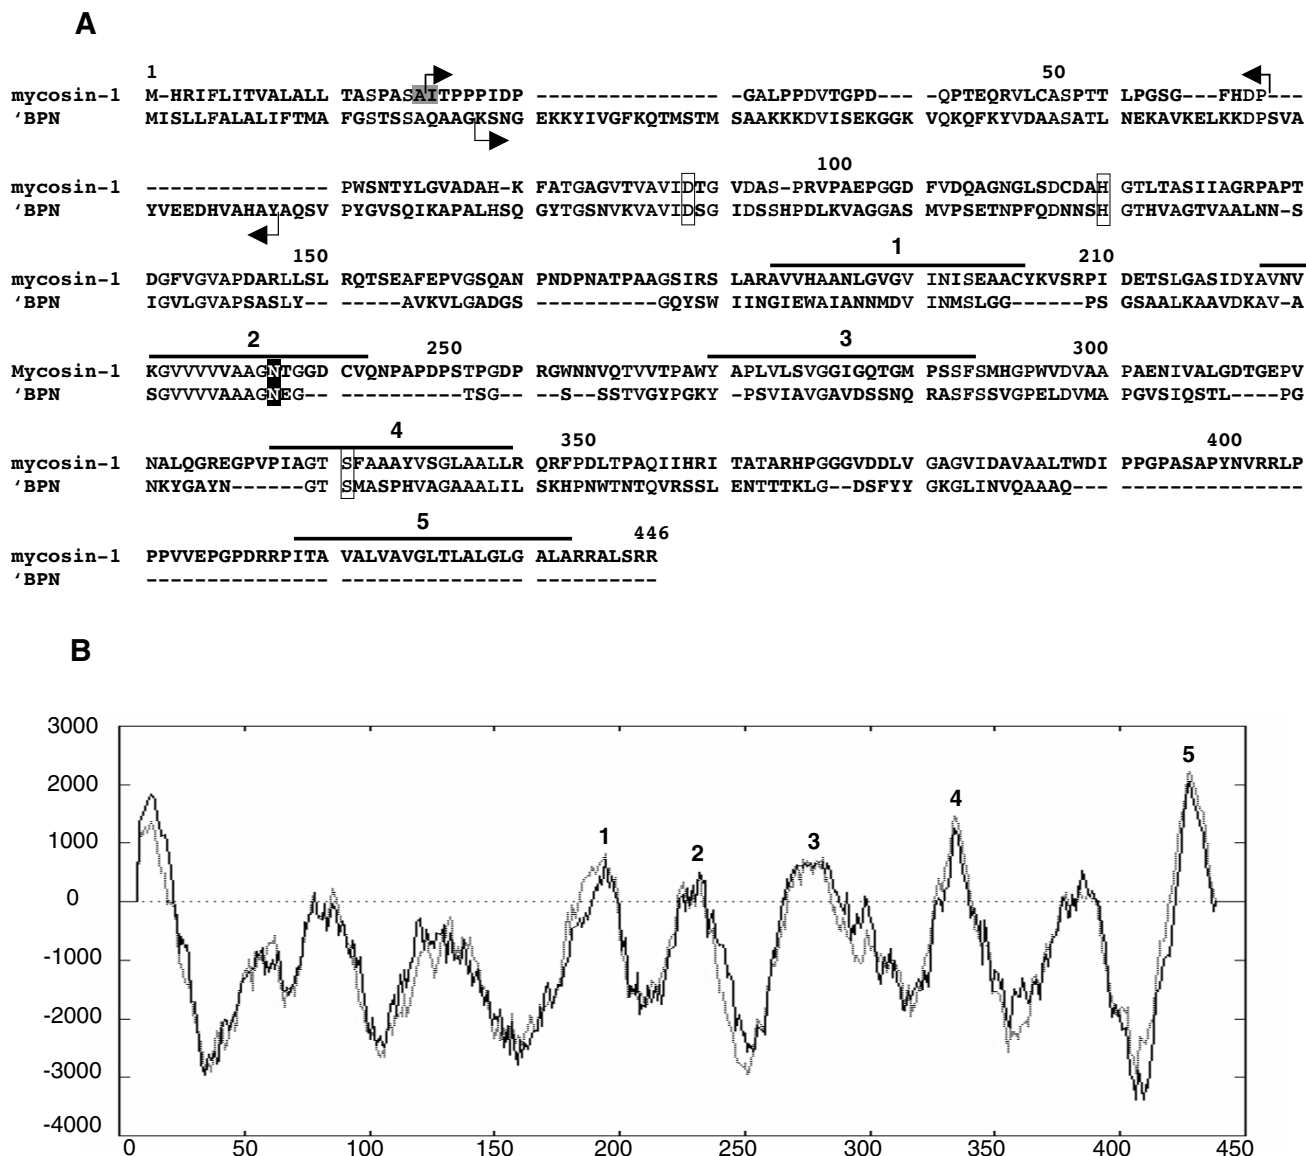 A
1 50
mycosin-1 M-HRIFLITVALALL TASPASAITPPPIDP --------------- -GALPPDVTGPD--- -QPTEQRVLCASPTT LPGSG---FHDP---
‘BPN MISLLFALALIFTMA FGSTSSAQAAGKSNG EKKYIVGFKQTMSTM SAAKKKDVISEKGGK VQKQFKYVDAASATL NEKAVKELKKDPSVA
100
mycosin-1 --------------- PWSNTYLGVADAH-K FATGAGVTVAVIDTG VDAS-PRVPAEPGGD FVDQAGNGLSDCDAH GTLTASIIAGRPAPT
‘BPN YVEEDHVAHAYAQSV PYGVSQIKAPALHSQ GYTGSNVKVAVIDSG IDSSHPDLKVAGGAS MVPSETNPFQDNNSH GTHVAGTVAALNN-S
150 1 210
mycosin-1 DGFVGVAPDARLLSL RQTSEAFEPVGSQAN PNDPNATPAAGSIRS LARAVVHAANLGVGV INISEAACYKVSRPI DETSLGASIDYAVNV
‘BPN IGVLGVAPSASLY-- -----AVKVLGADGS ----------GQYSW IINGIEWAIANNMDV INMSLGG------PS GSAALKAAVDKAV-A
2 250 3 300
Mycosin-1 KGVVVVVAAGNTGGD CVQNPAPDPSTPGDP RGWNNVQTVVTPAWY APLVLSVGGIGQTGM PSSFSMHGPWVDVAA PAENIVALGDTGEPV
‘BPN SGVVVVAAAGNEG-- ----------TSG-- --S--SSTVGYPGKY -PSVIAVGAVDSSNQ RASFSSVGPELDVMA PGVSIQSTL----PG
4 350 400
mycosin-1 NALQGREGPVPIAGT SFAAAYVSGLAALLR QRFPDLTPAQIIHRI TATARHPGGGVDDLV GAGVIDAVAALTWDI PPGPASAPYNVRRLP
‘BPN NKYGAYN------GT SMASPHVAGAAALIL SKHPNWTNTQVRSSL ENTTTKLG--DSFYY GKGLINVQAAAQ--- ---------------
5 446
mycosin-1 PPVVEPGPDRRPITA VALVAVGLTLALGLG ALARRALSRR
‘BPN --------------- --------------- ----------
B
3000
2000
1000
0
-1000
-2000
-3000
-4000
1 2 3 4 5
0 50 100 150 200 250 300 350 400 450